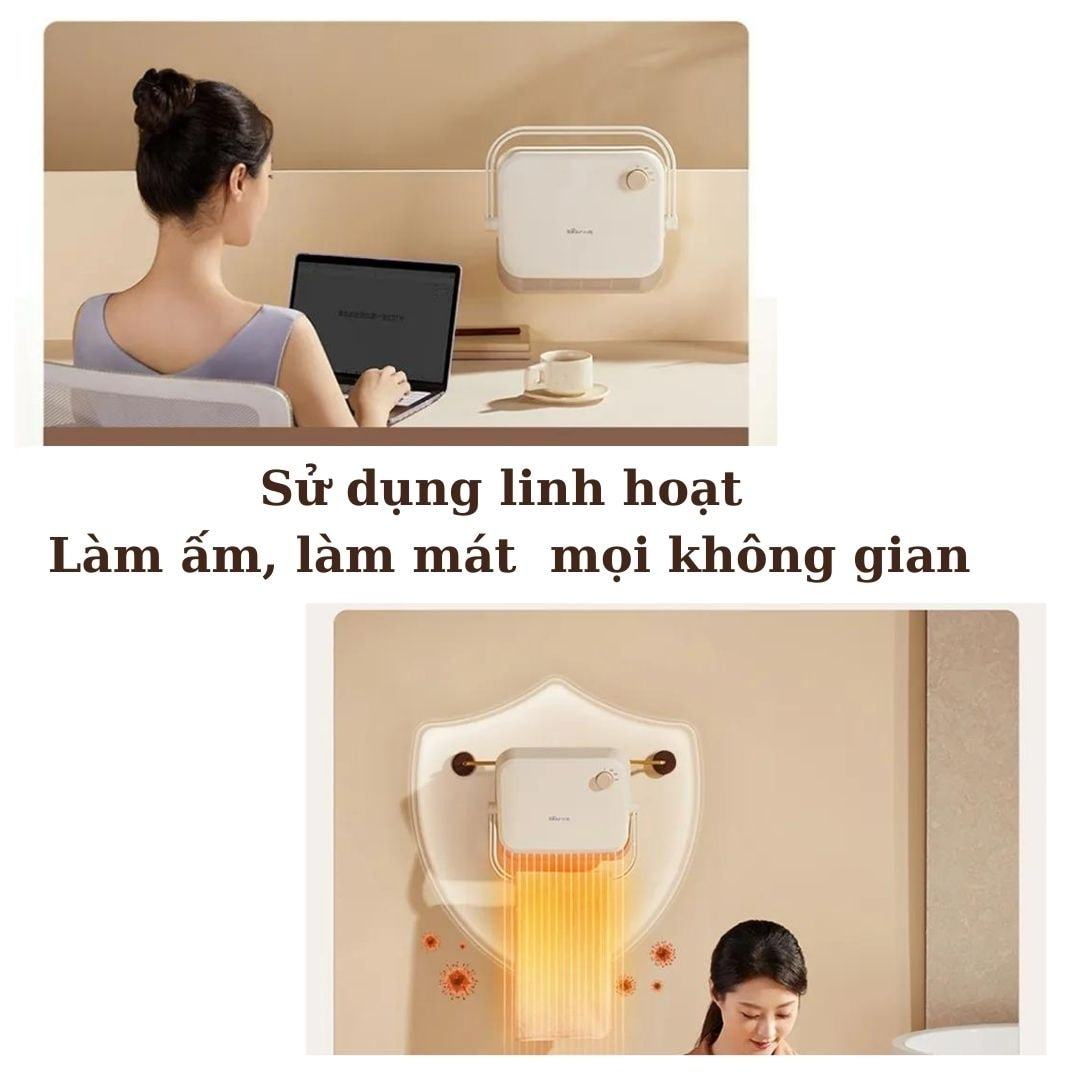 Sử dụng linh hoạt
Làm ấm, làm mát mọi không gian